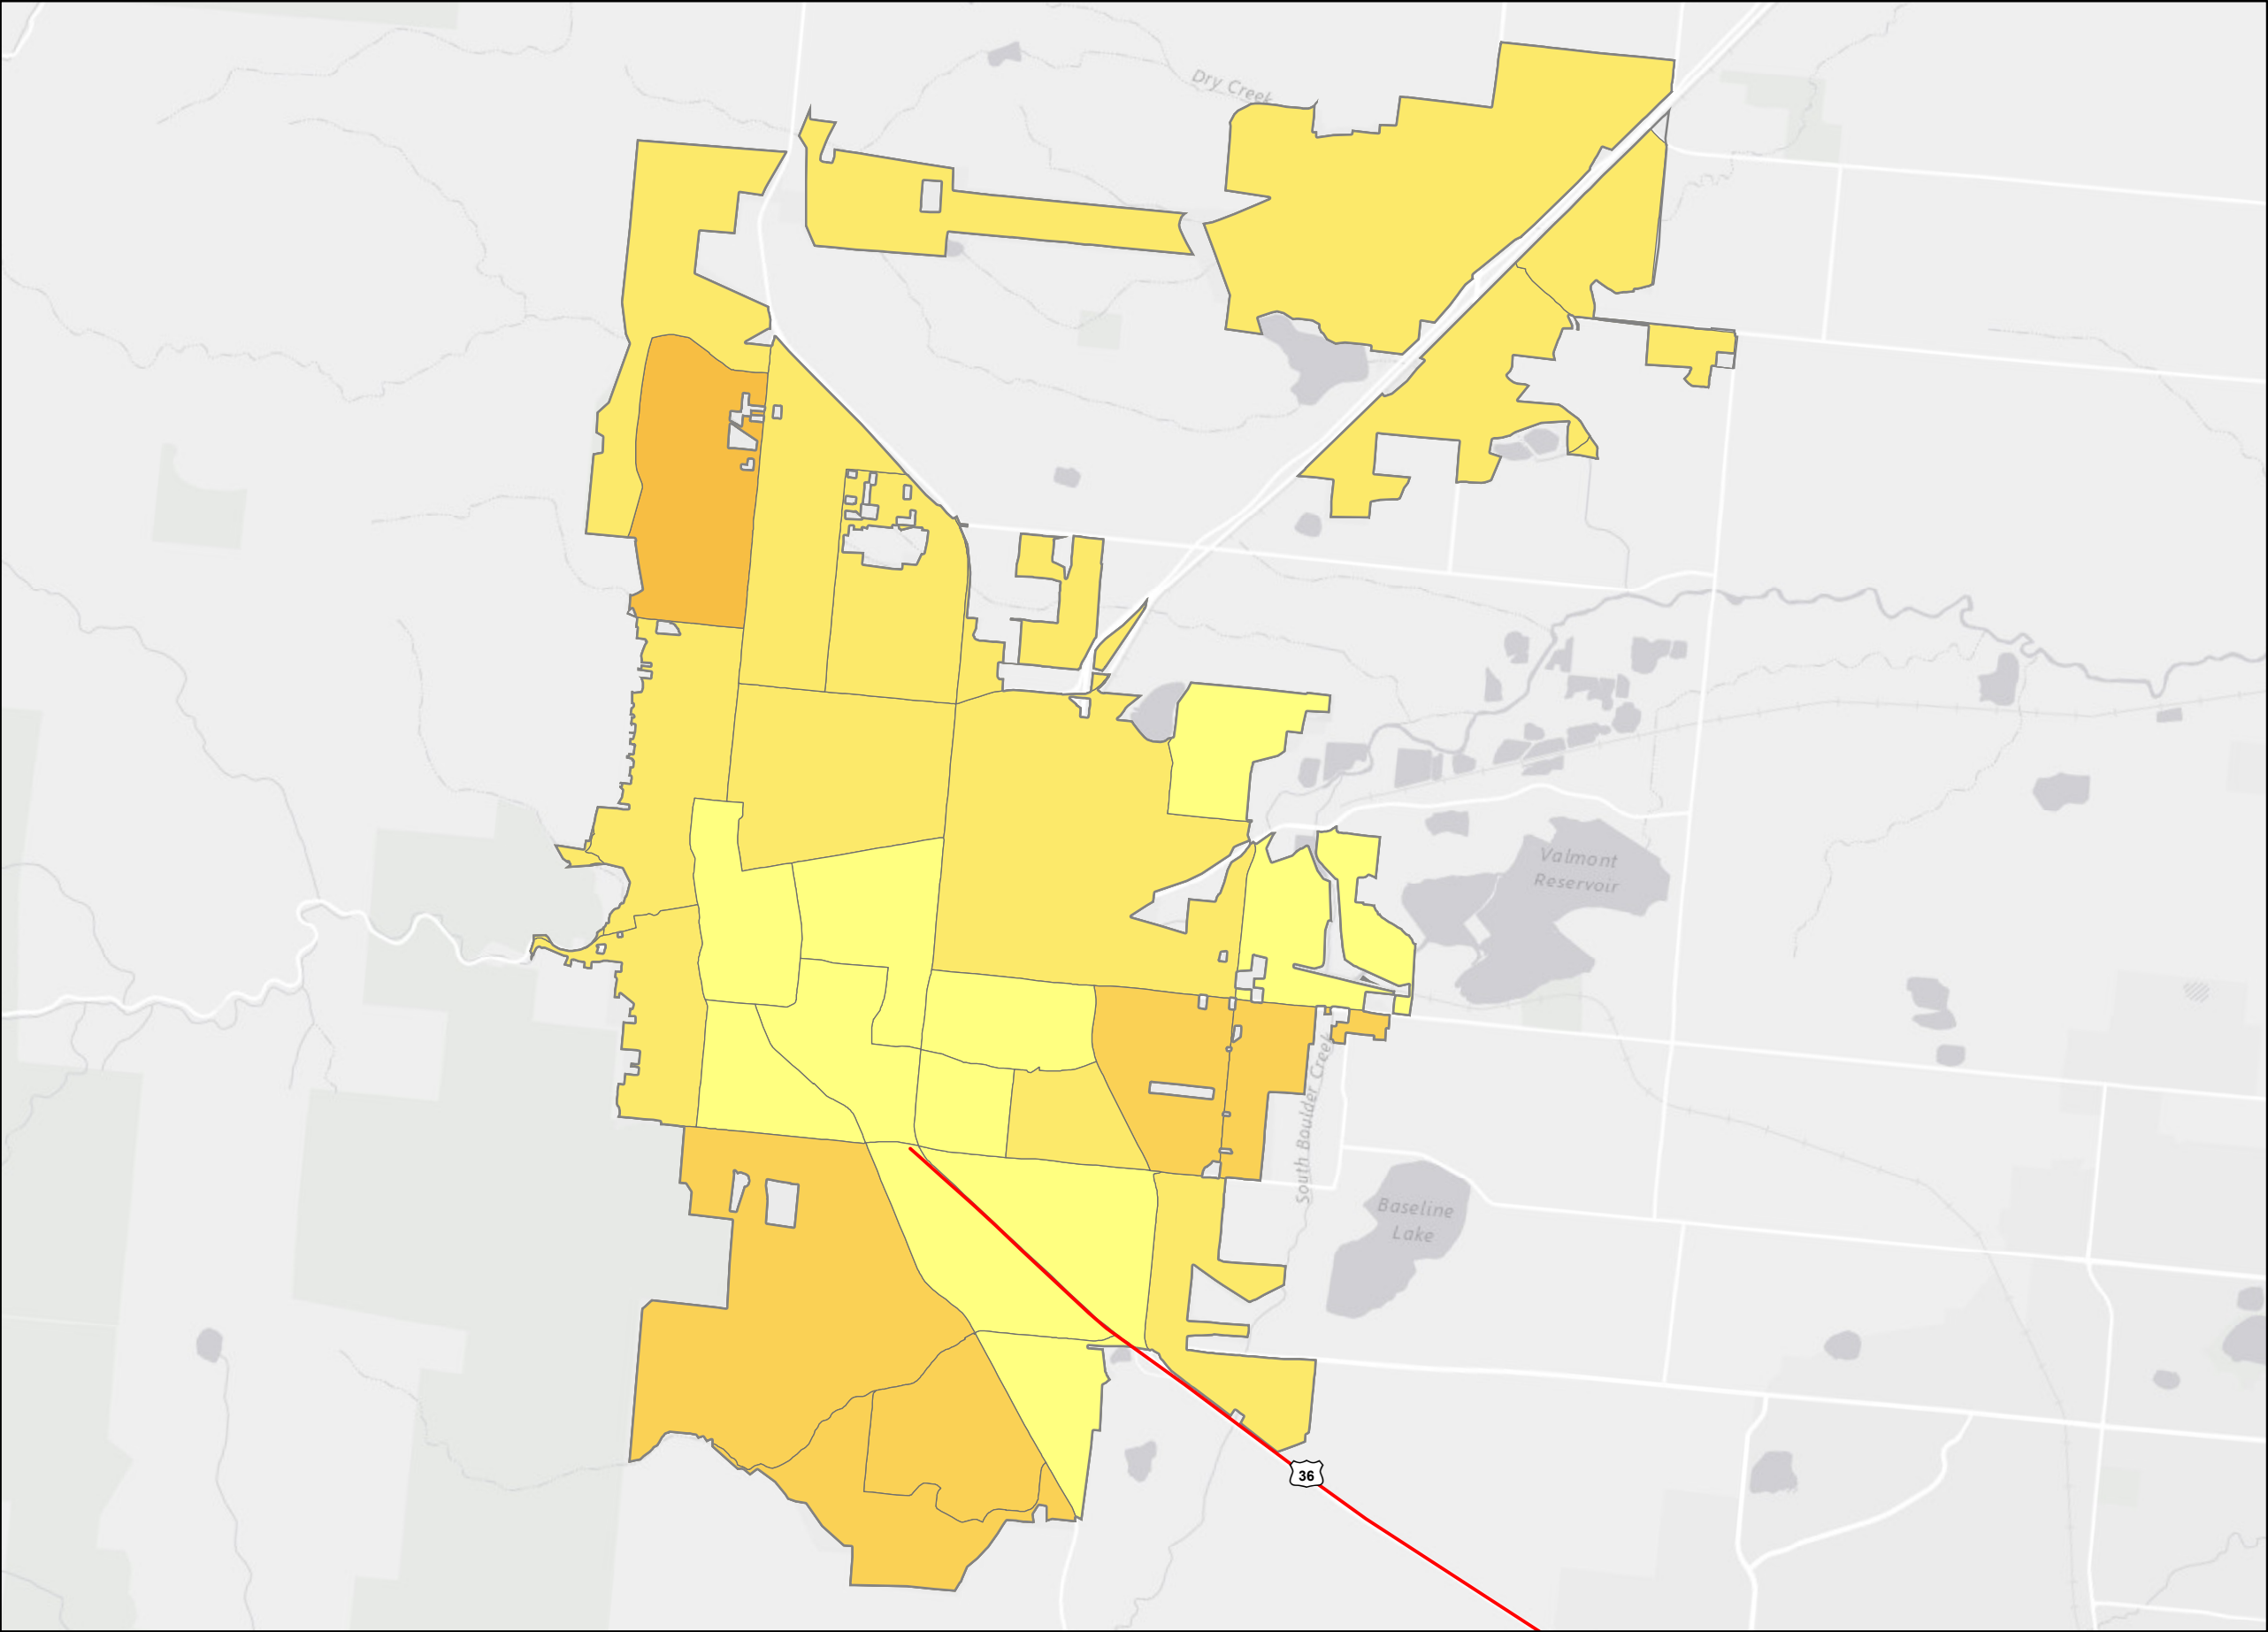 Dry Creek
Valmont
Reservoir
South Boulder Creek
Baseline
Lake
36